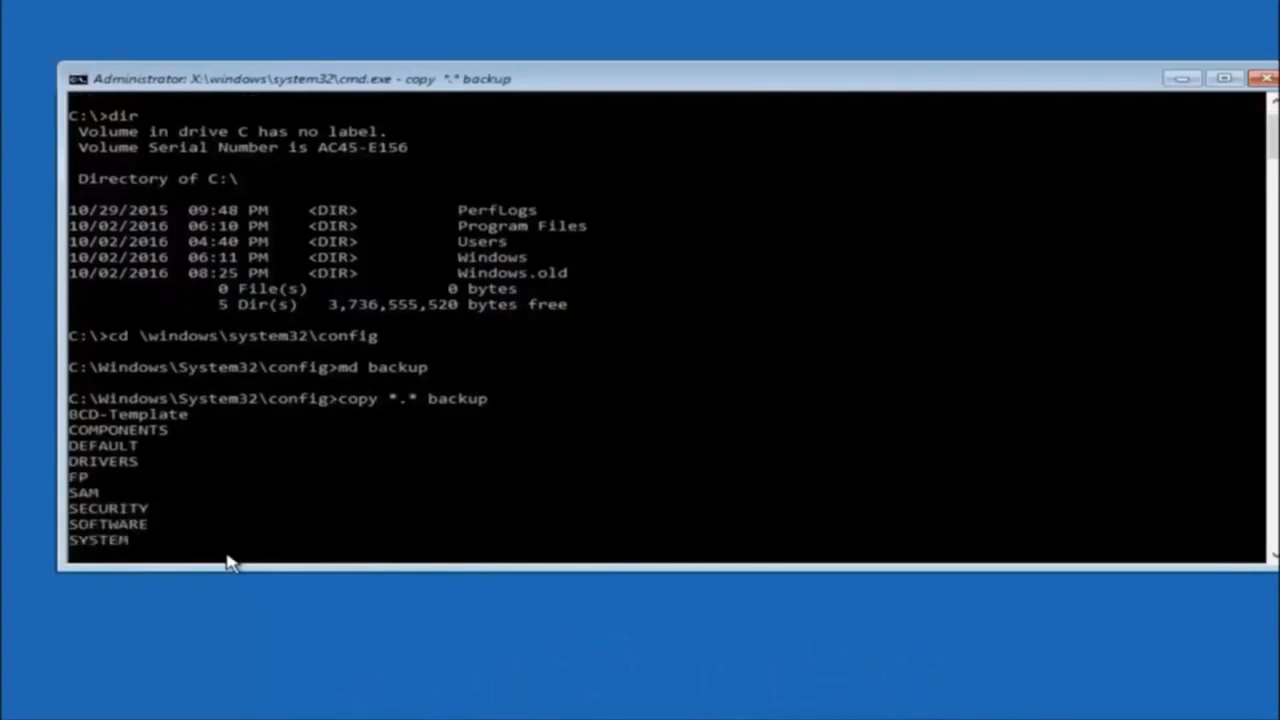 Administrator: X:\windows\system32\cmd.exe - copy  *.* backup
C:\>dir
Volume in drive C has no label.
Volume Serial Number is AC45-E156
Directory of C:\
10/29/2015  09:48 PM    <DIR>          PerfLogs
10/02/2016  06:10 PM    <DIR>          Program Files
10/02/2016  04:40 PM    <DIR>          Users
10/02/2016  06:11 PM    <DIR>          Windows
10/02/2016  08:25 PM    <DIR>          Windows.old
0 File(s)              0 bytes
5 Dir(s)   3,736,555,520 bytes free
C:\>cd \windows\system32\config
C:\Windows\System32\config>md backup
C:\Windows\System32\config>copy *.* backup
BCD-Template
COMPONENTS
DEFAULT
DRIVERS
FP
SAM
SECURITY
SOFTWARE
SYSTEM